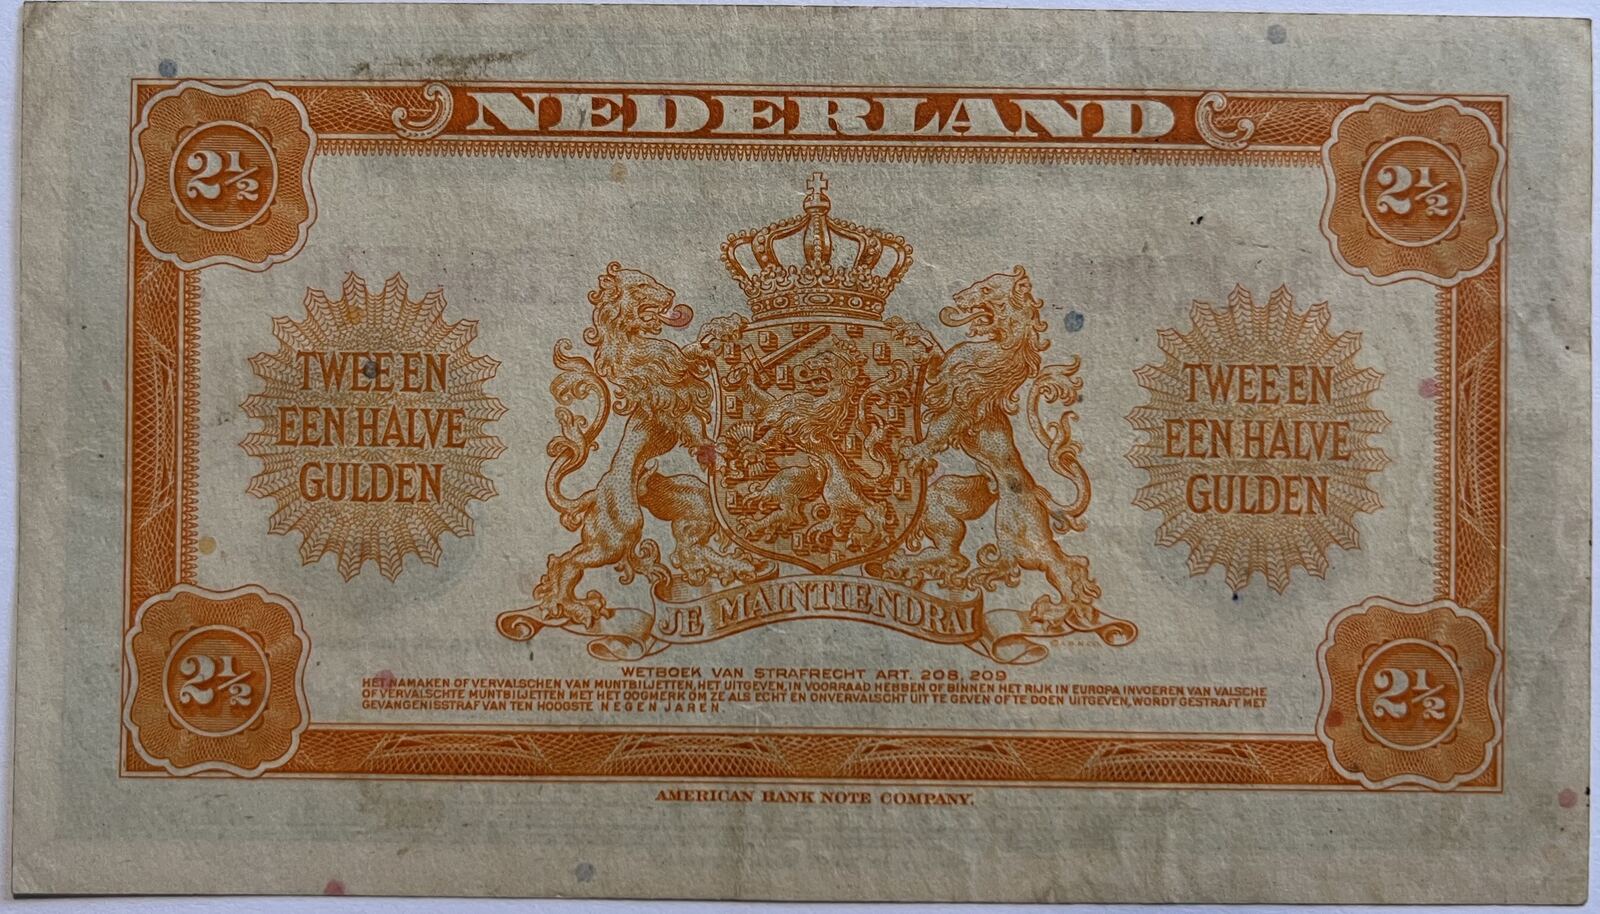 NEDERLAND
2½
2½
TWEE EN
EEN HALVE
GULDEN
TWEE EN
EEN HALVE
GULDEN
JE MAINTIENDRAI
WETBOEK VAN STRAFRECHT ART. 208, 209
HET NAMAKEN OF VERVALSCHEN VAN MUNTBILJETTEN, HET UITGEVEN, IN VOORRAAD HEBBEN OF BINNEN HET RIJK IN EUROPA INVOEREN VAN VALSCHE
OF VERVALSCHTE MUNTBILJETTEN MET HET OOGMERK OM ZE ALS ECHT EN ONVERVALSCHT UIT TE GEVEN OF TE DOEN UITGEVEN, WORDT GESTRAFT MET
GEVANGENISSTRAF VAN TEN HOOGSTE NEGEN JAREN.
2½
2½
AMERICAN BANK NOTE COMPANY.